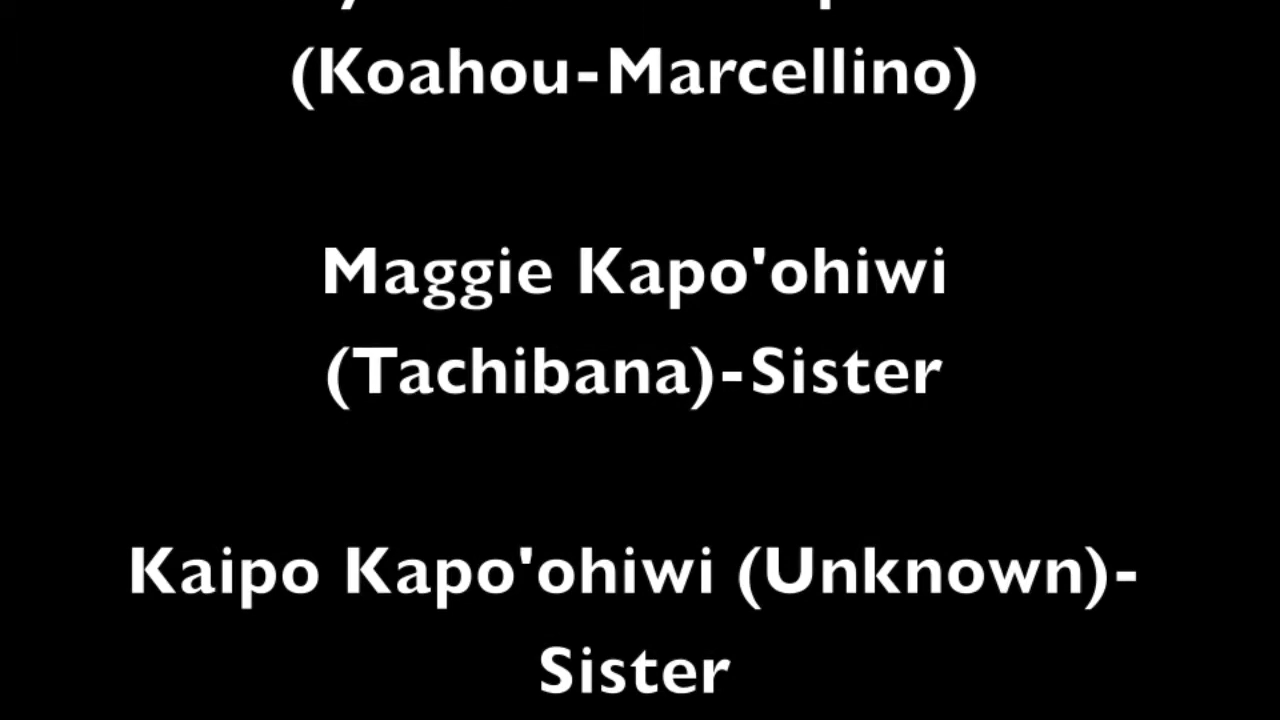 (Koahou-Marcellino)
Maggie Kapo'ohiwi
(Tachibana)-Sister
Kaipo Kapo'ohiwi (Unknown)-
Sister